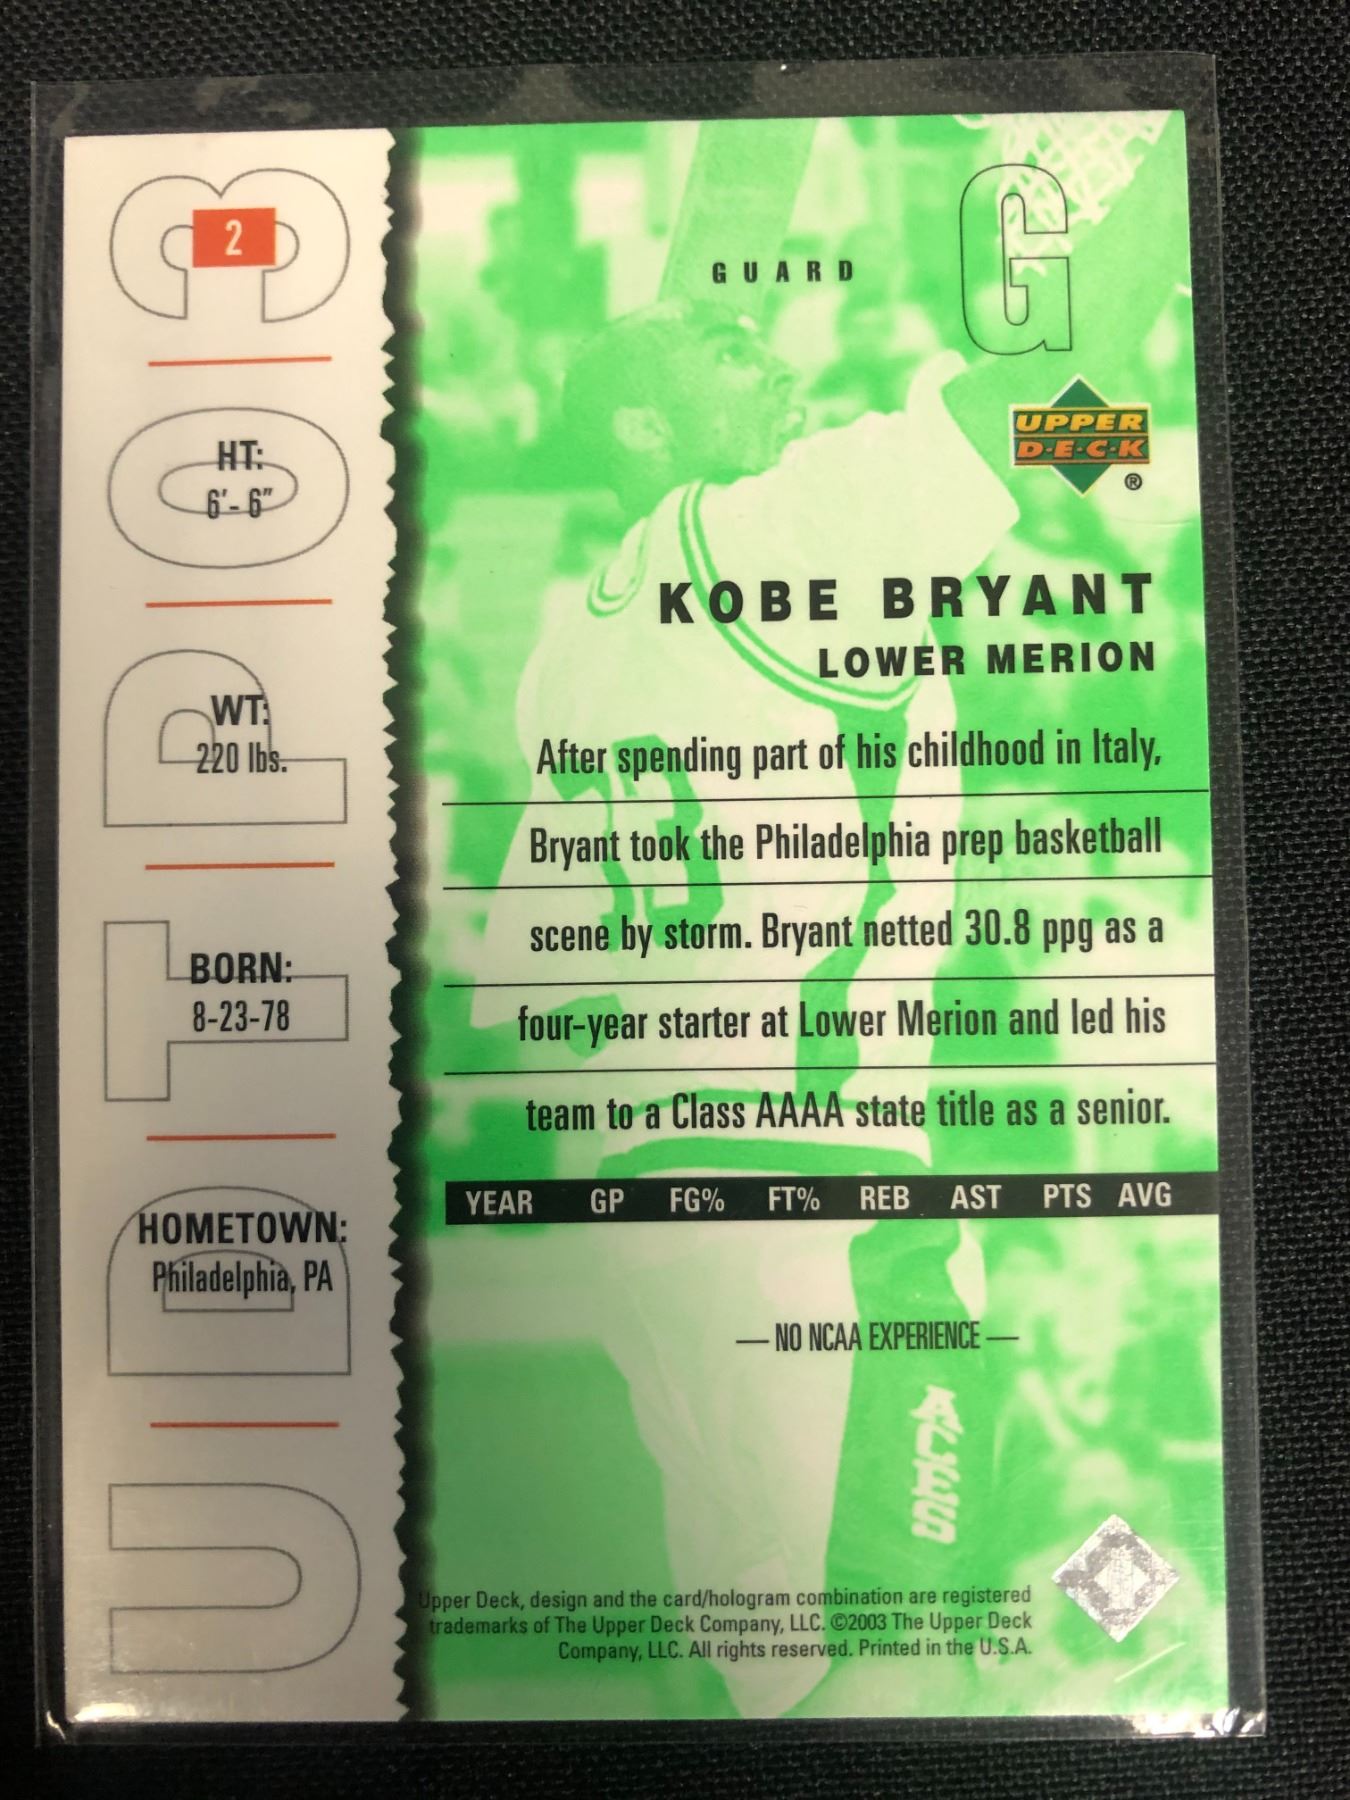 2
HT:
6'- 6"
WT:
220 lbs.
BORN:
8-23-78
HOMETOWN:
Philadelphia, PA
UD TOP 03
GUARD
G
UPPER
D·E·C·K
®
KOBE BRYANT
LOWER MERION
33
After spending part of his childhood in Italy,
Bryant took the Philadelphia prep basketball
scene by storm. Bryant netted 30.8 ppg as a
four-year starter at Lower Merion and led his
team to a Class AAAA state title as a senior.
YEAR GP FG% FT% REB AST PTS AVG
— NO NCAA EXPERIENCE —
ACES
Upper Deck, design and the card/hologram combination are registered
trademarks of The Upper Deck Company, LLC. ©2003 The Upper Deck
Company, LLC. All rights reserved. Printed in the U.S.A.